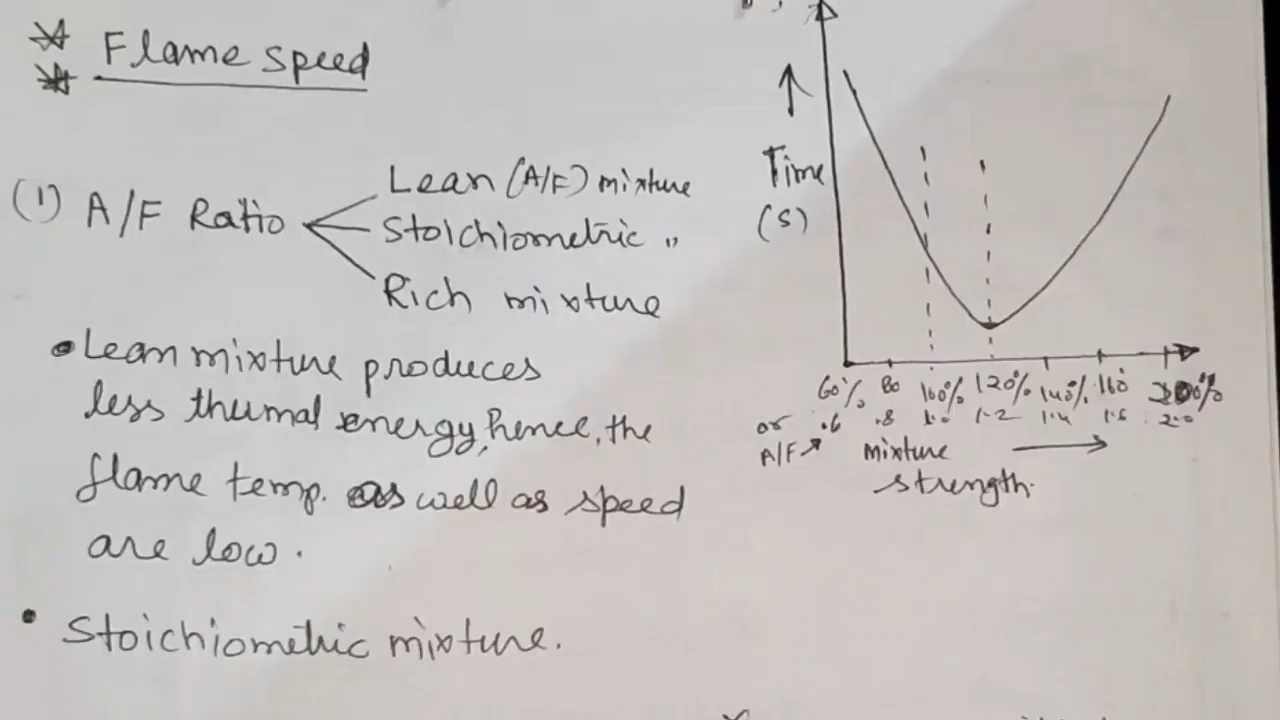 Flame speed
(1) A/F Ratio
Lean (A/F) mixture
Stoichiometric "
Rich mixture
• Lean mixture produces
less thermal energy, hence, the
flame temp. as well as speed
are low.
• Stoichiometric mixture.
Time
(s)
60% 80 100% 120% 140% 160 200%
or .6 .8 1.0 1.2 1.4 1.6 2.0
A/F
mixture
strength.